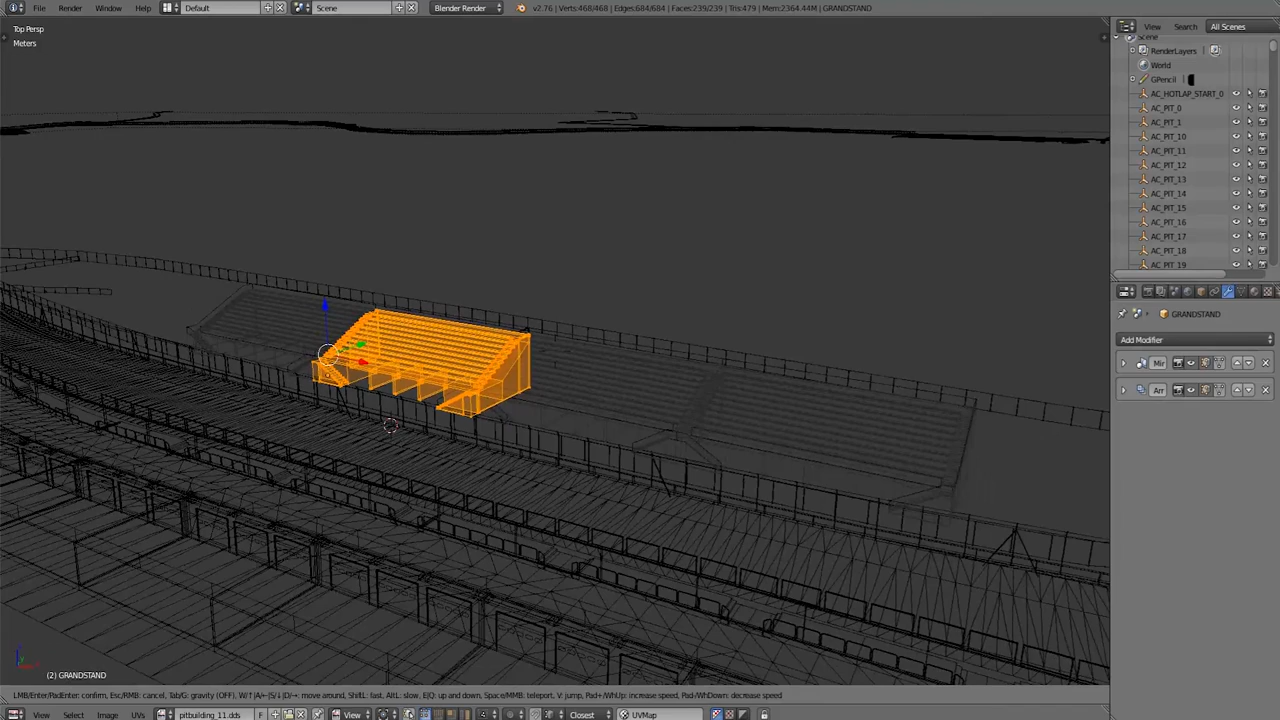 File Render Window Help Default Scene Blender Render v2.76 | Verts:468/468 | Edges:684/684 | Faces:239/239 | Tris:479 | Mem:2364.44M | GRANDSTAND
Top Persp
Meters
View Search All Scenes
Scene
RenderLayers
World
GPencil
AC_HOTLAP_START_0
AC_PIT_0
AC_PIT_1
AC_PIT_10
AC_PIT_11
AC_PIT_12
AC_PIT_13
AC_PIT_14
AC_PIT_15
AC_PIT_16
AC_PIT_17
AC_PIT_18
AC_PIT_19
GRANDSTAND
Add Modifier
Mir
Arr
(2) GRANDSTAND
LMB/Enter/PadEnter: confirm, Esc/RMB: cancel, Tab/G: gravity (OFF), W/↑/A/←/S/↓/D/→: move around, Shift/L: fast, Alt/L: slow, E|Q: up and down, Space/MMB: teleport, V: jump, Pad+/WhUp: increase speed, Pad-/WhDown: decrease speed
View Select Image UVs pitbuilding_11.dds F View Closest UVMap